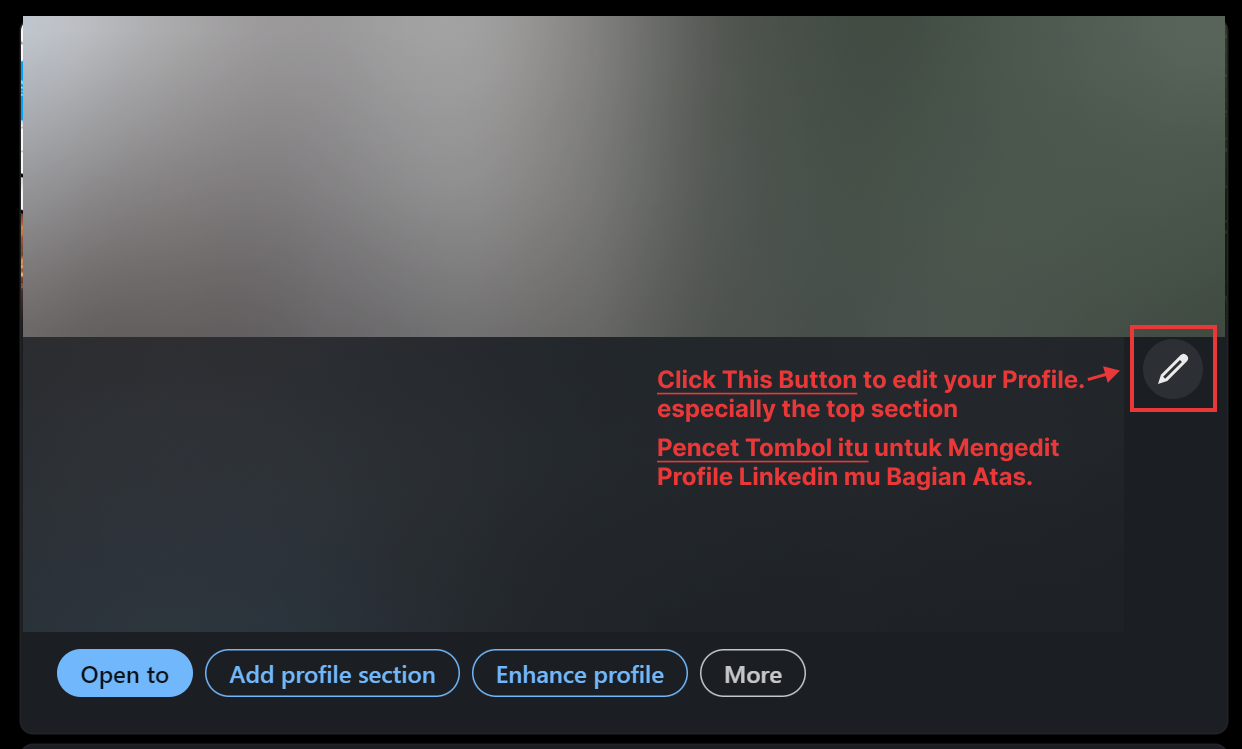 Click This Button to edit your Profile.
especially the top section
Pencet Tombol itu untuk Mengedit
Profile Linkedin mu Bagian Atas.
Open to
Add profile section
Enhance profile
More